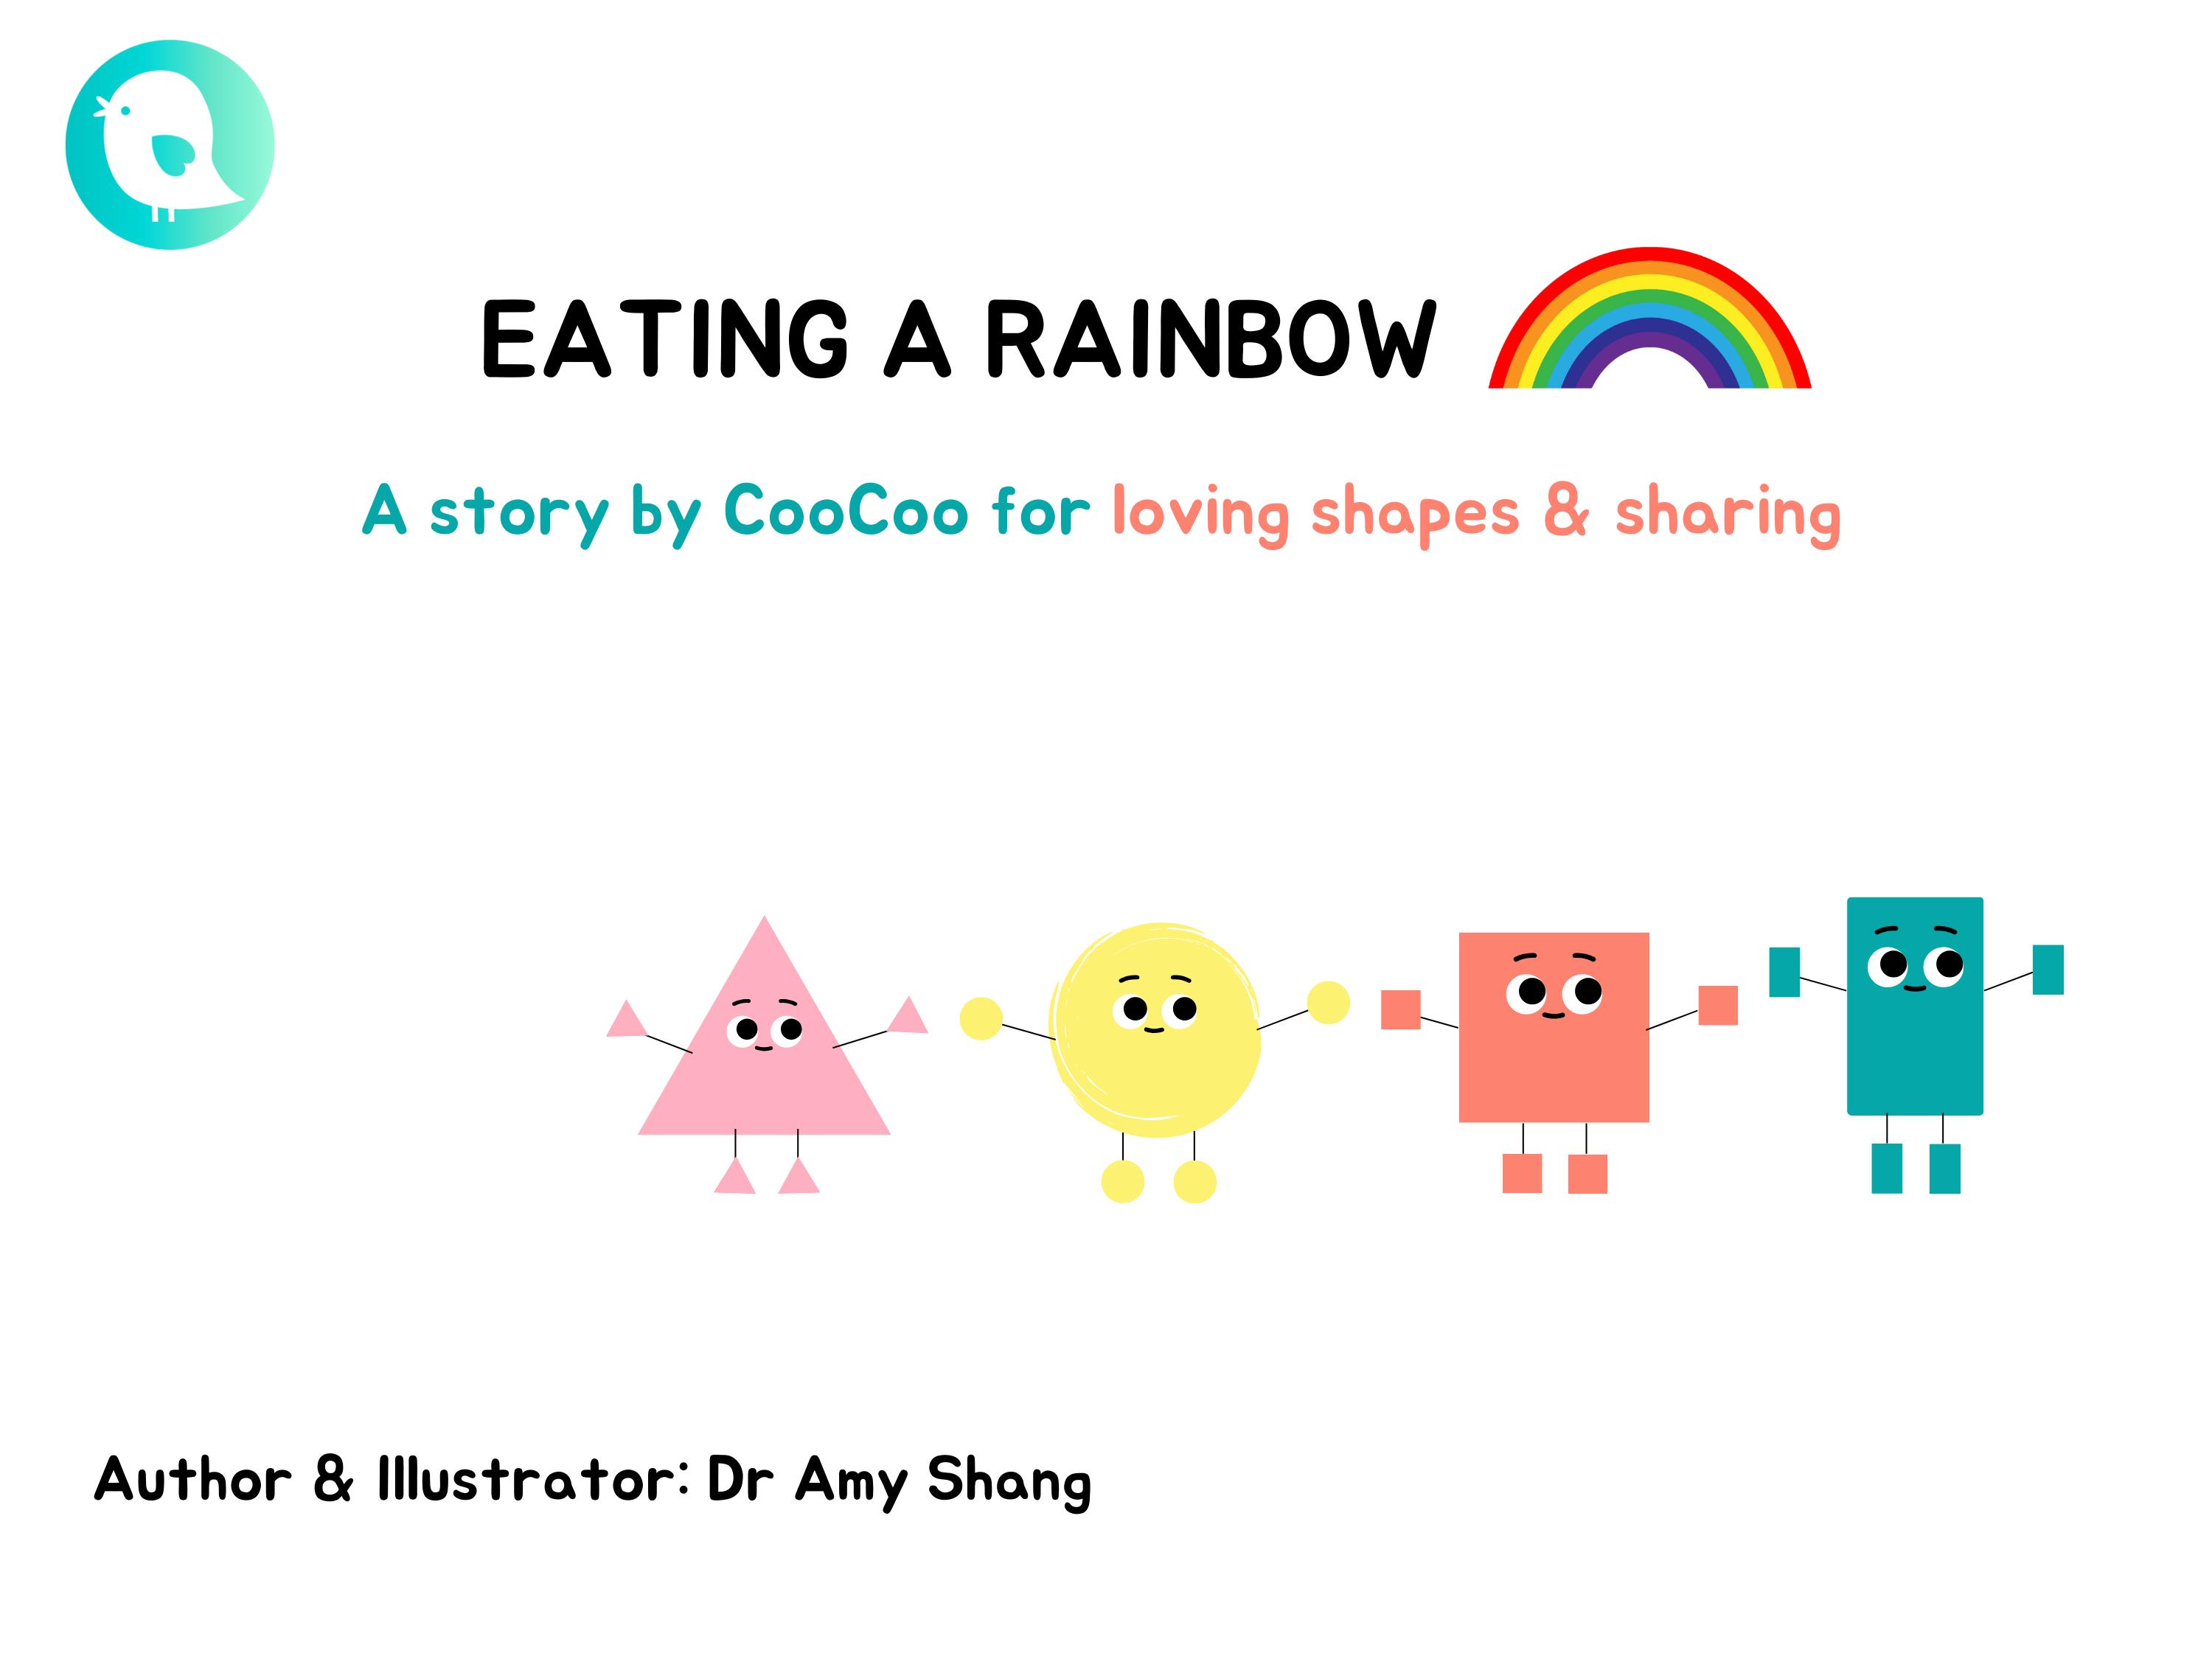 EATING A RAINBOW
A story by CooCoo for loving shapes & sharing
Author & Illustrator: Dr Amy Shang